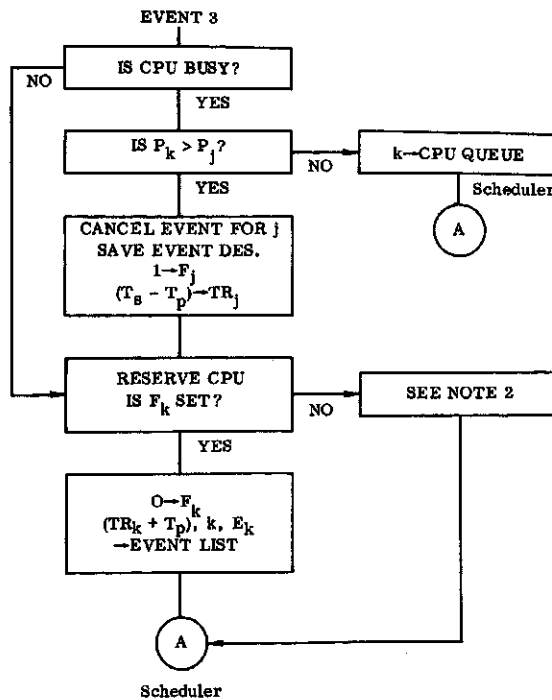 EVENT 3
IS CPU BUSY?
NO
YES
IS Pk > Pj?
NO
k→CPU QUEUE
YES
Scheduler
A
CANCEL EVENT FOR j
SAVE EVENT DES.
1→Fj
(Ts - Tp)→TRj
RESERVE CPU
IS Fk SET?
NO
SEE NOTE 2
YES
O→Fk
(TRk + Tp), k, Ek
→EVENT LIST
A
Scheduler